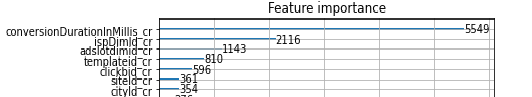 Feature importance
conversionDurationInMillis_cr 5549
ispDimId_cr 2116
adslotdimid_cr 1143
templateid_cr 810
clickbid_cr 596
siteId_cr 361
cityId_cr 354